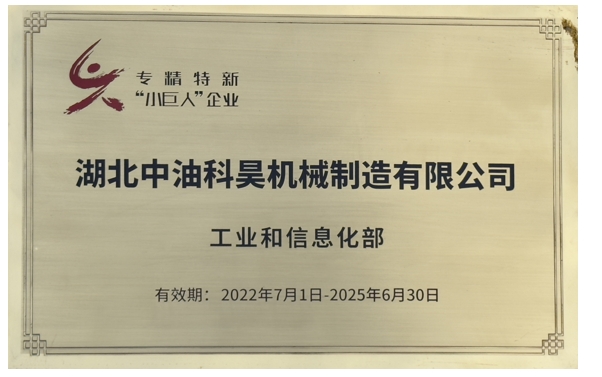 专精特新
“小巨人”企业
湖北中油科昊机械制造有限公司
工业和信息化部
有效期：2022年7月1日-2025年6月30日